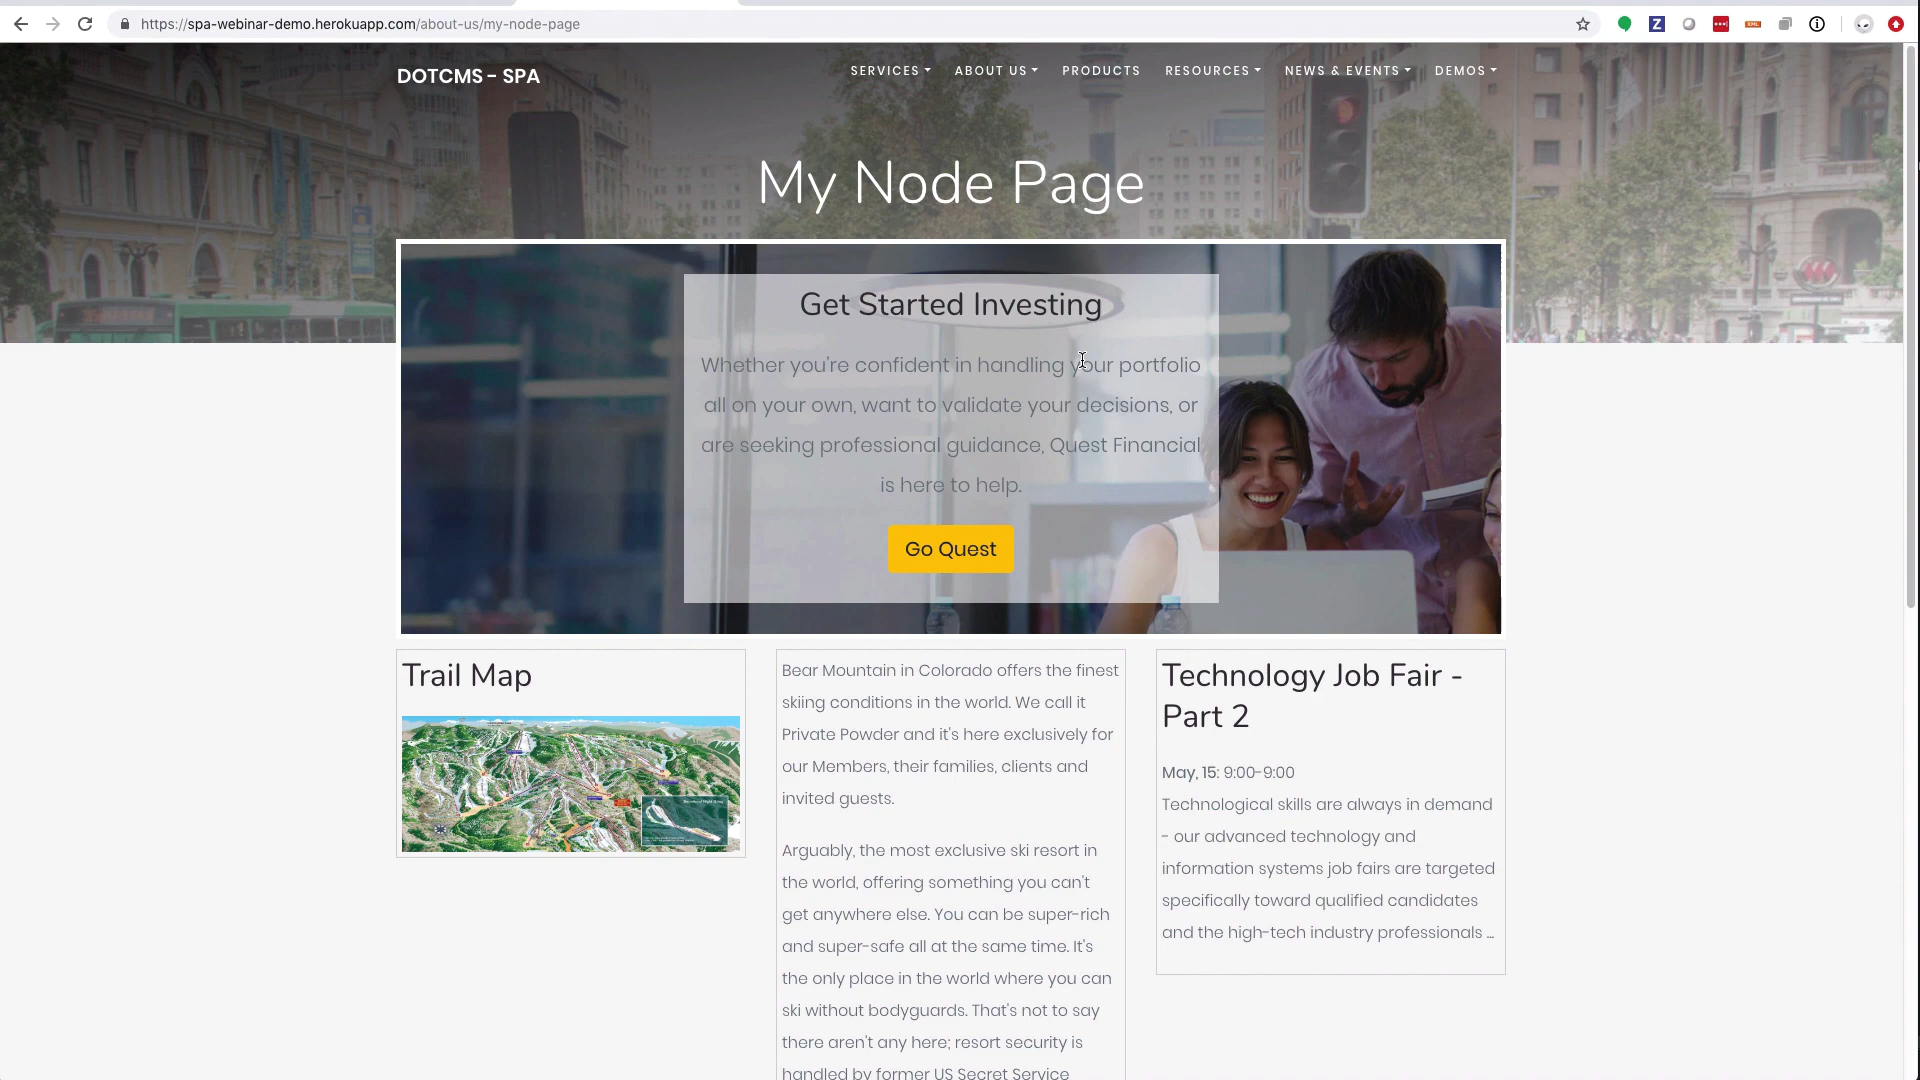 https://spa-webinar-demo.herokuapp.com/about-us/my-node-page
DOTCMS - SPA
SERVICES
ABOUT US
PRODUCTS
RESOURCES
NEWS & EVENTS
DEMOS
My Node Page
Get Started Investing
Whether you're confident in handling your portfolio
all on your own, want to validate your decisions, or
are seeking professional guidance, Quest Financial
is here to help.
Go Quest
Trail Map
Bear Mountain in Colorado offers the finest
skiing conditions in the world. We call it
Private Powder and it's here exclusively for
our Members, their families, clients and
invited guests.
Arguably, the most exclusive ski resort in
the world, offering something you can't
get anywhere else. You can be super-rich
and super-safe all at the same time. It's
the only place in the world where you can
ski without bodyguards. That's not to say
there aren't any here; resort security is
handled by former US Secret Service
Technology Job Fair -
Part 2
May, 15: 9:00-9:00
Technological skills are always in demand
- our advanced technology and
information systems job fairs are targeted
specifically toward qualified candidates
and the high-tech industry professionals ...